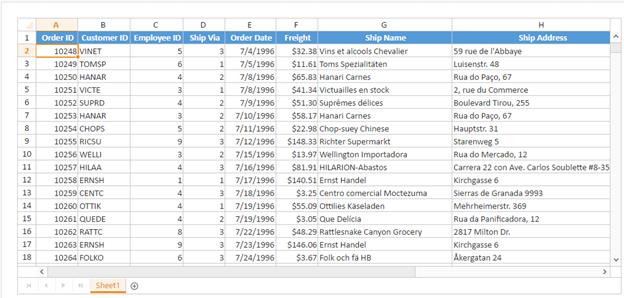 A B C D E F G H
1 Order ID Customer ID Employee ID Ship Via Order Date Freight Ship Name Ship Address
2 10248 VINET 5 3 7/4/1996 $32.38 Vins et alcools Chevalier 59 rue de l'Abbaye
3 10249 TOMSP 6 1 7/5/1996 $11.61 Toms Spezialitäten Luisenstr. 48
4 10250 HANAR 4 2 7/8/1996 $65.83 Hanari Carnes Rua do Paço, 67
5 10251 VICTE 3 1 7/8/1996 $41.34 Victuailles en stock 2, rue du Commerce
6 10252 SUPRD 4 2 7/9/1996 $51.30 Suprêmes délices Boulevard Tirou, 255
7 10253 HANAR 3 2 7/10/1996 $58.17 Hanari Carnes Rua do Paço, 67
8 10254 CHOPS 5 2 7/11/1996 $22.98 Chop-suey Chinese Hauptstr. 31
9 10255 RICSU 9 3 7/12/1996 $148.33 Richter Supermarkt Starenweg 5
10 10256 WELLI 3 2 7/15/1996 $13.97 Wellington Importadora Rua do Mercado, 12
11 10257 HILAA 4 3 7/16/1996 $81.91 HILARION-Abastos Carrera 22 con Ave. Carlos Soublette #8-35
12 10258 ERNSH 1 1 7/17/1996 $140.51 Ernst Handel Kirchgasse 6
13 10259 CENTC 4 3 7/18/1996 $3.25 Centro comercial Moctezuma Sierras de Granada 9993
14 10260 OTTIK 4 1 7/19/1996 $55.09 Ottilies Käseladen Mehrheimerstr. 369
15 10261 QUEDE 4 2 7/19/1996 $3.05 Que Delícia Rua da Panificadora, 12
16 10262 RATTC 8 3 7/22/1996 $48.29 Rattlesnake Canyon Grocery 2817 Milton Dr.
17 10263 ERNSH 9 3 7/23/1996 $146.06 Ernst Handel Kirchgasse 6
18 10264 FOLKO 6 3 7/24/1996 $3.67 Folk och fä HB Åkergatan 24
Sheet1